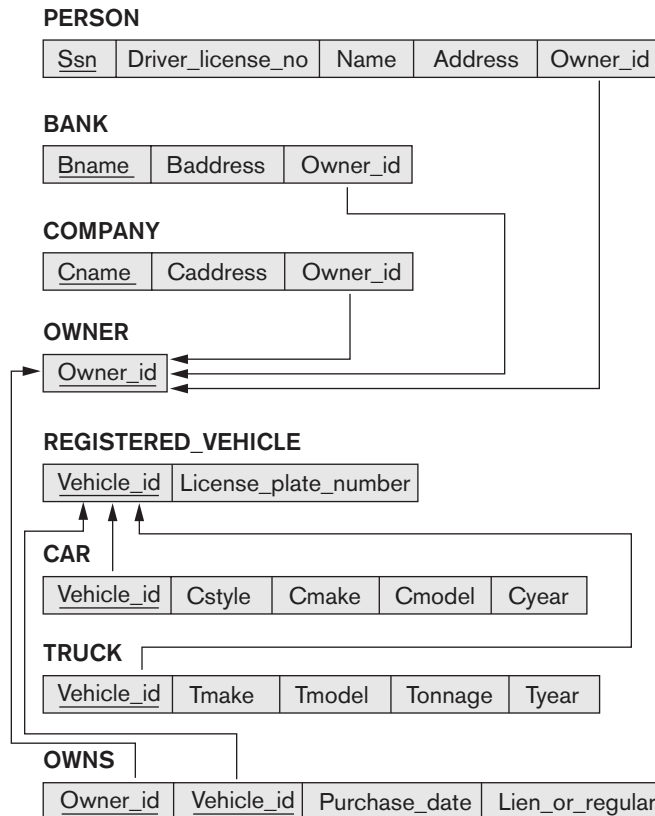 PERSON
Ssn Driver_license_no Name Address Owner_id
BANK
Bname Baddress Owner_id
COMPANY
Cname Caddress Owner_id
OWNER
Owner_id
REGISTERED_VEHICLE
Vehicle_id License_plate_number
CAR
Vehicle_id Cstyle Cmake Cmodel Cyear
TRUCK
Vehicle_id Tmake Tmodel Tonnage Tyear
OWNS
Owner_id Vehicle_id Purchase_date Lien_or_regular